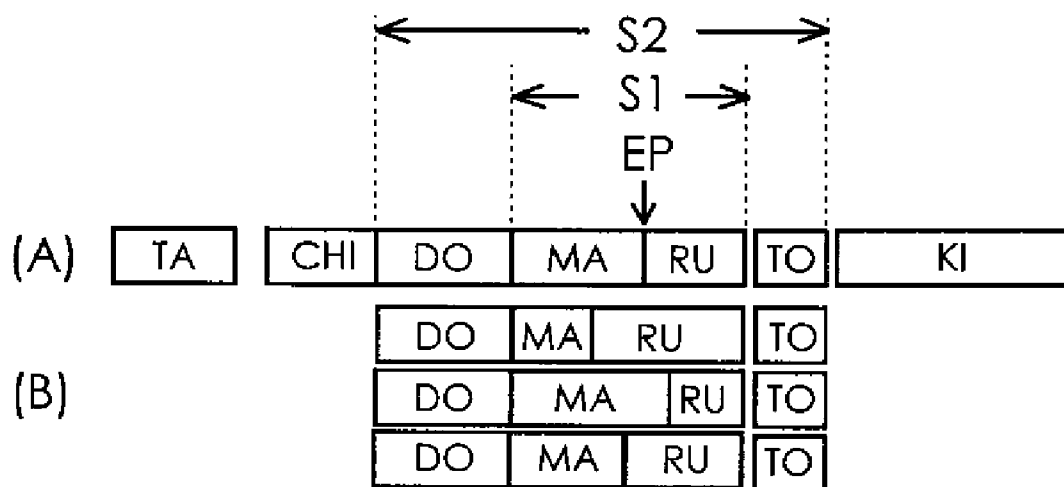 S2
S1
EP
(A) TA CHI DO MA RU TO KI
DO MA RU TO
(B) DO MA RU TO
DO MA RU TO